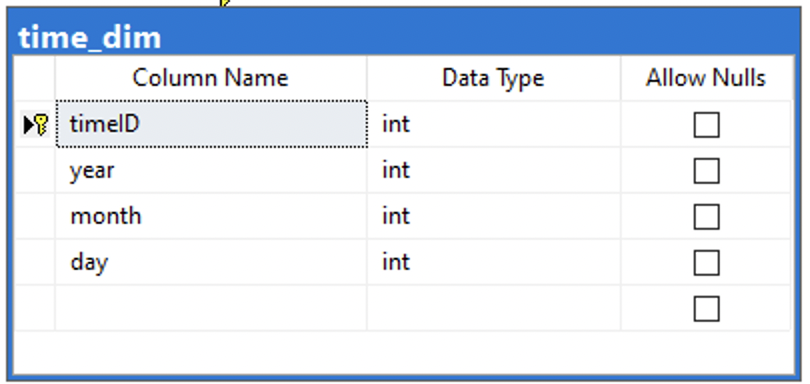 time_dim
Column Name Data Type Allow Nulls
timeID int
year int
month int
day int